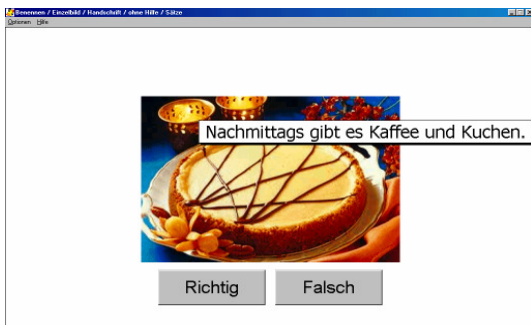 Benennen / Einzelbild / Handschrift / ohne Hilfe / Sätze
Optionen Hilfe
Nachmittags gibt es Kaffee und Kuchen.
Richtig Falsch